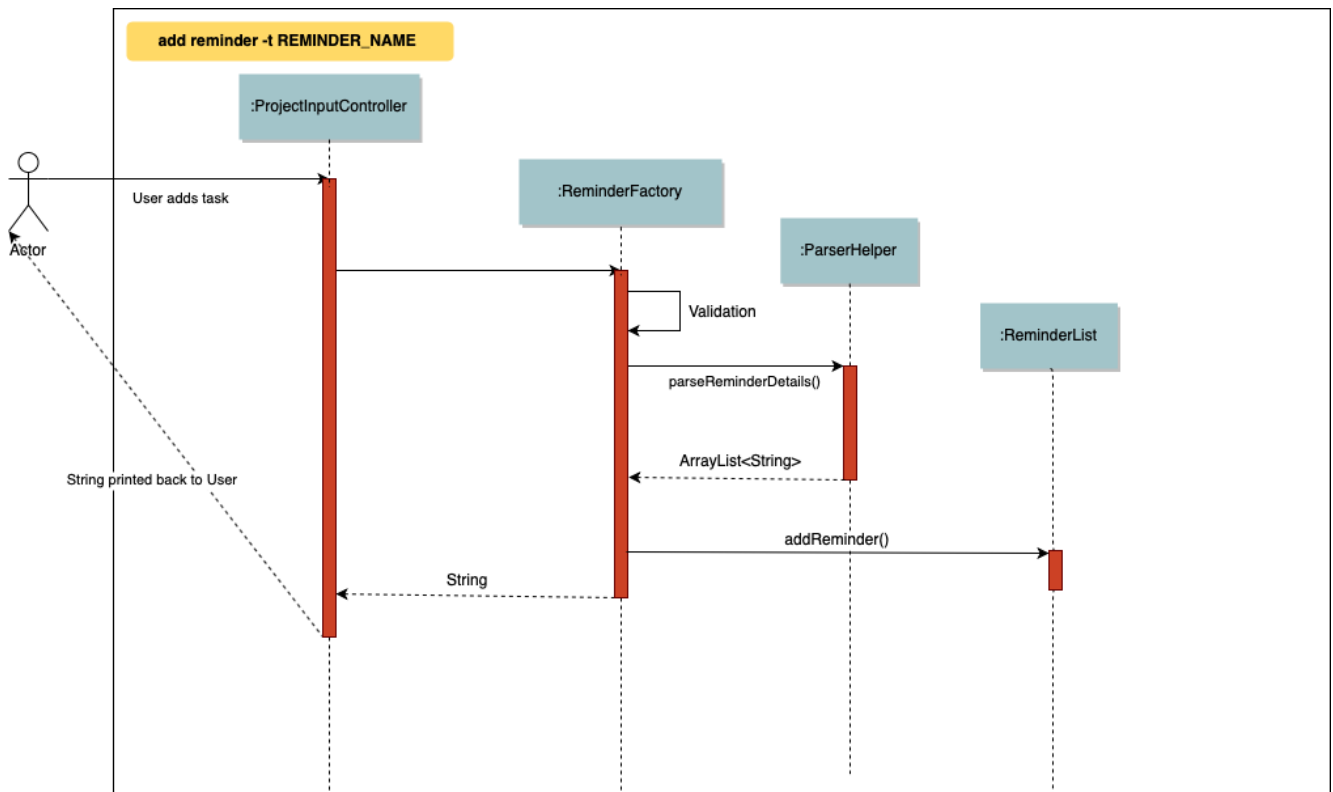 add reminder -t REMINDER_NAME
:ProjectInputController
:ReminderFactory
User adds task
:ParserHelper
Actor
Validation
:ReminderList
parseReminderDetails()
ArrayList<String>
String printed back to User
addReminder()
String